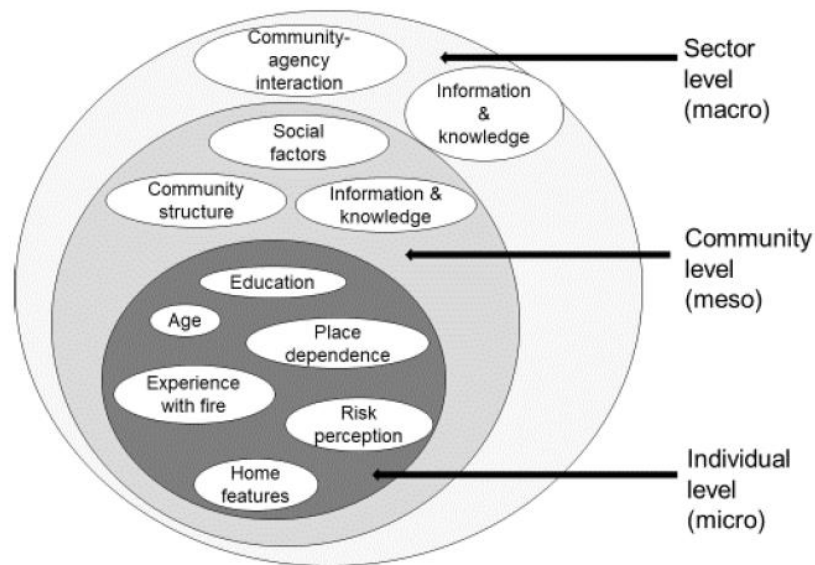 Community-
agency
interaction
Sector
level
(macro)
Information
&
knowledge
Social
factors
Community
structure
Information &
knowledge
Community
level
(meso)
Education
Age
Place
dependence
Experience
with fire
Risk
perception
Home
features
Individual
level
(micro)